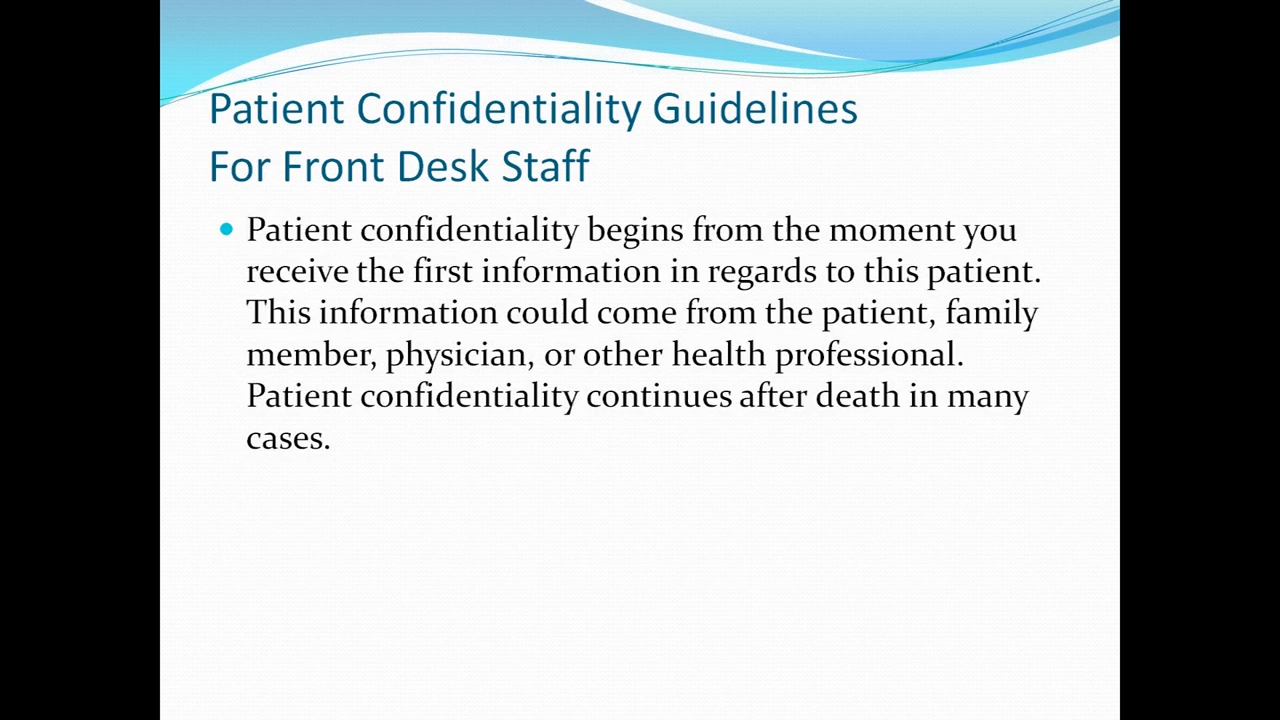 Patient Confidentiality Guidelines
For Front Desk Staff
• Patient confidentiality begins from the moment you
receive the first information in regards to this patient.
This information could come from the patient, family
member, physician, or other health professional.
Patient confidentiality continues after death in many
cases.